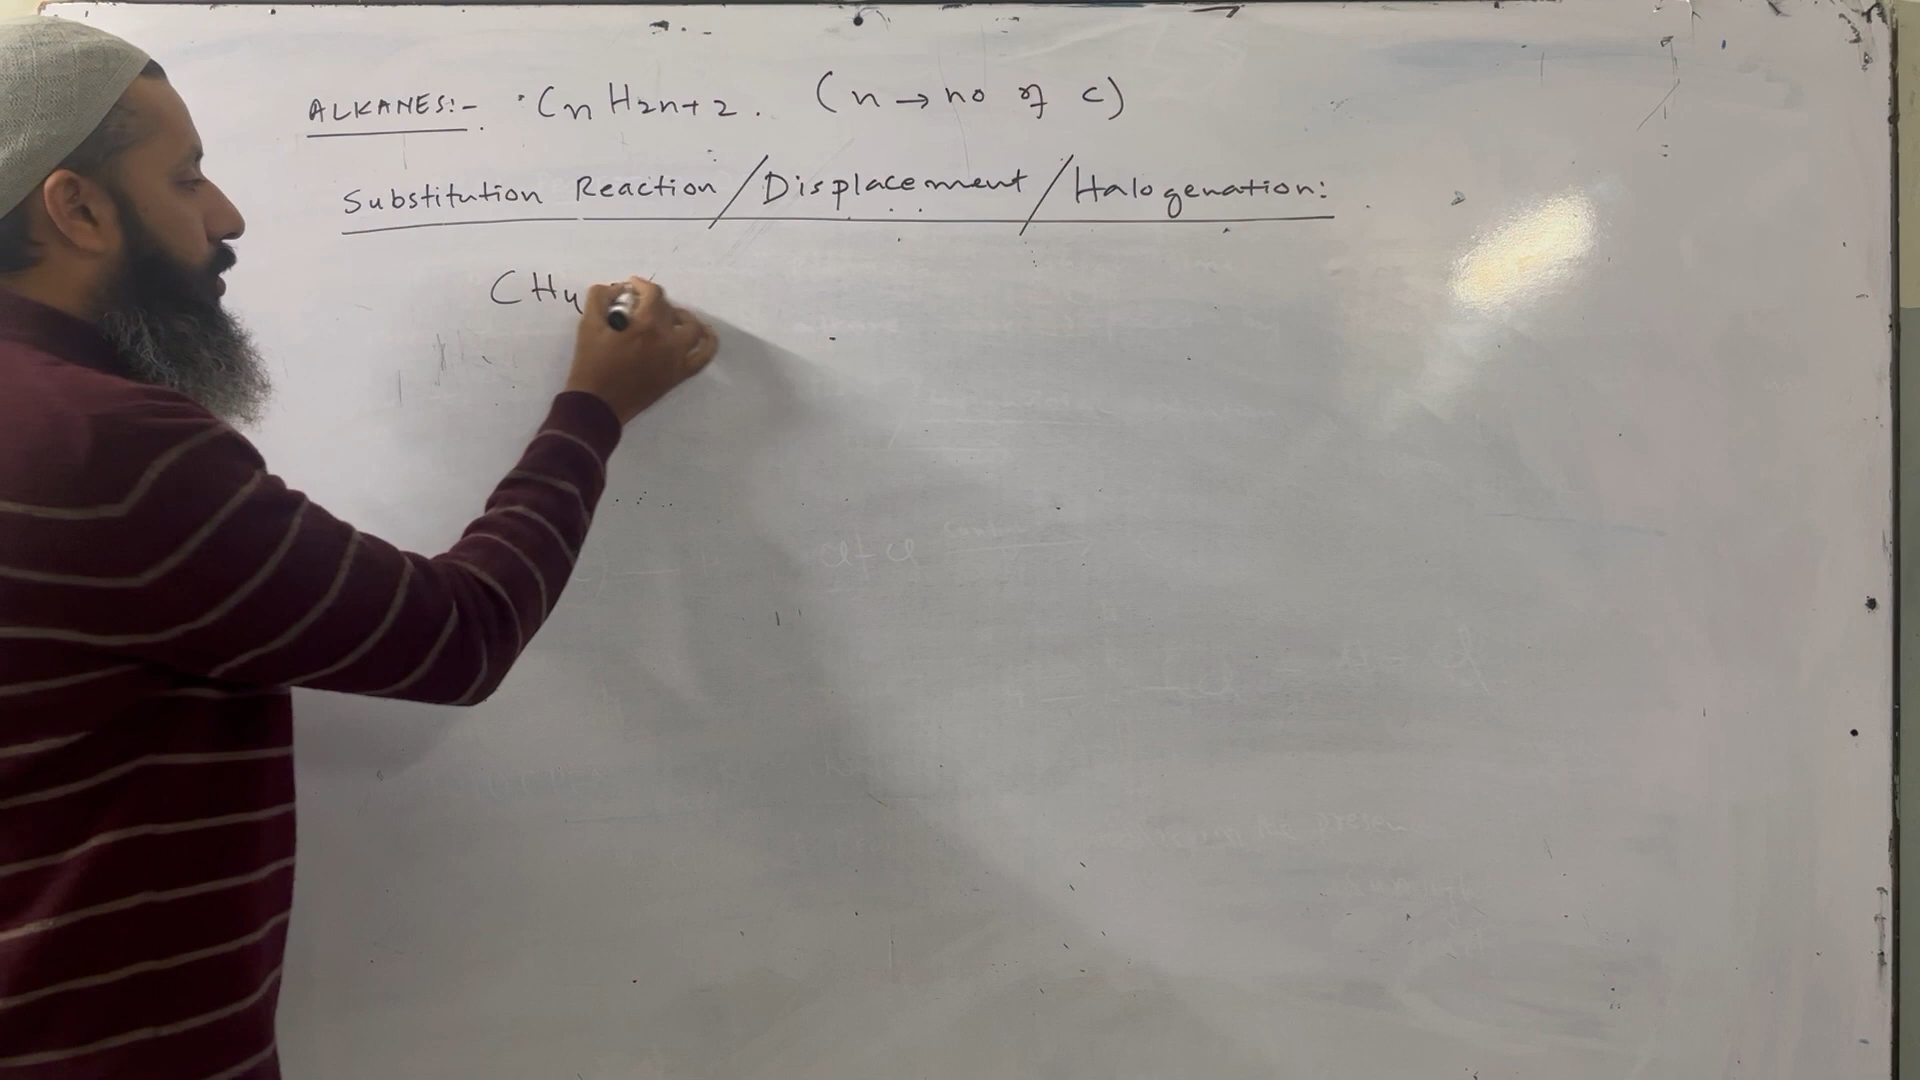 ALKANES:- CnH2n+2. (n → no of c)
Substitution Reaction / Displacement / Halogenation:
CH4